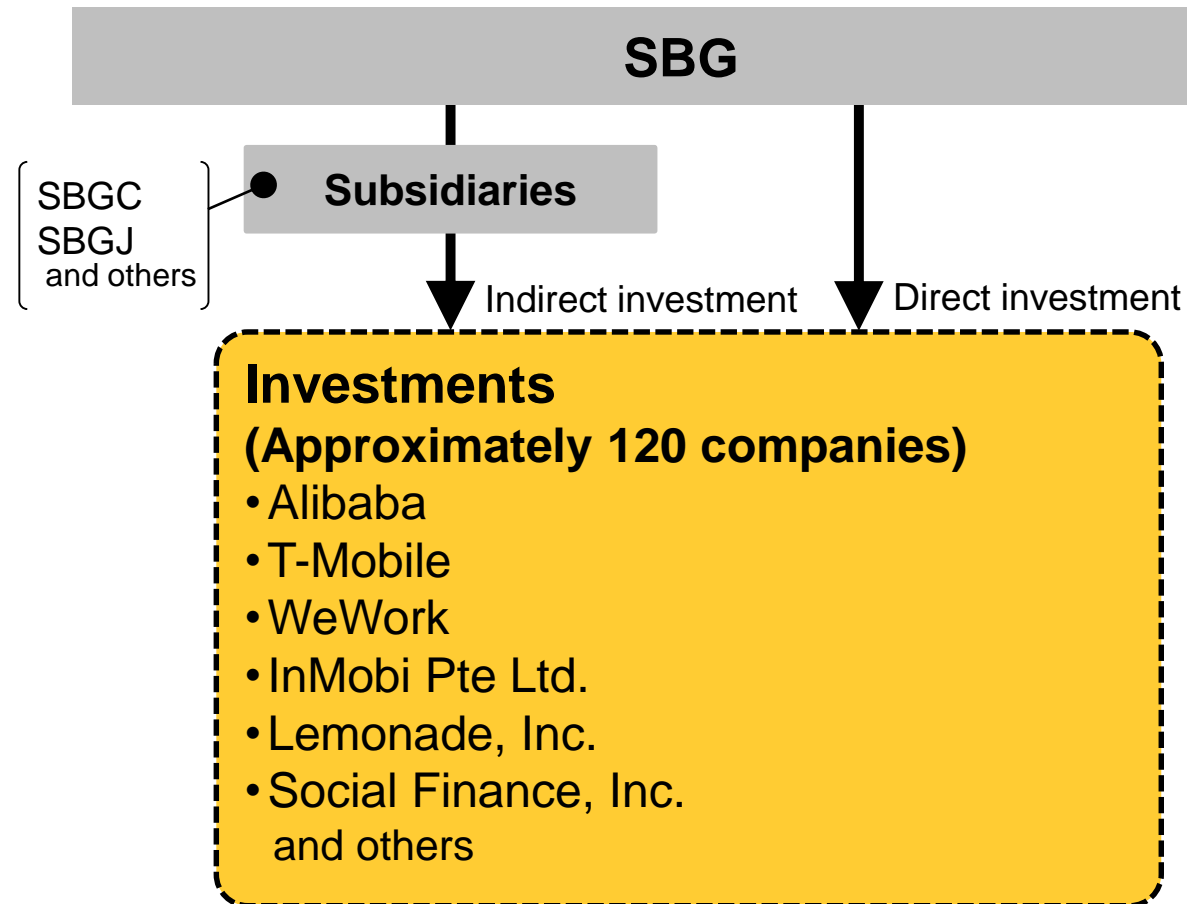 SBG
Subsidiaries
SBGC
SBGJ
and others
Indirect investment
Direct investment
Investments
(Approximately 120 companies)
•Alibaba
•T-Mobile
•WeWork
•InMobi Pte Ltd.
•Lemonade, Inc.
•Social Finance, Inc.
and others